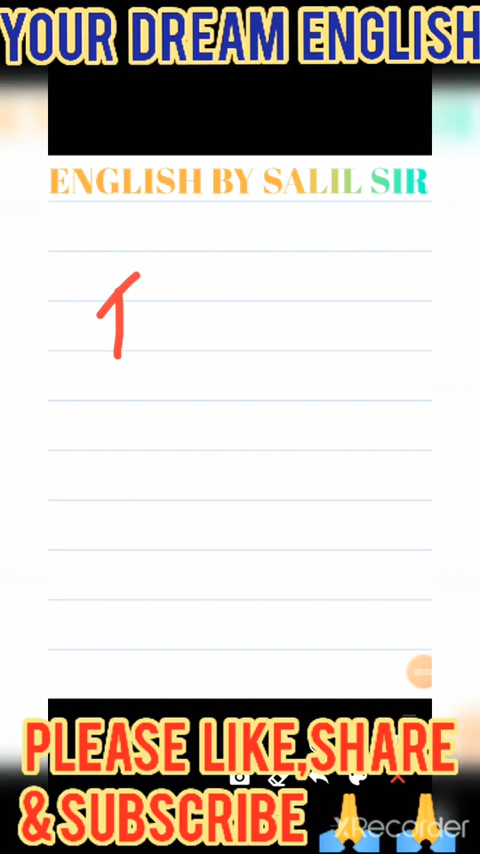 YOUR DREAM ENGLISH
ENGLISH BY SALIL SIR
T
PLEASE LIKE,SHARE
&SUBSCRIBE 🙏 🙏
XRecorder